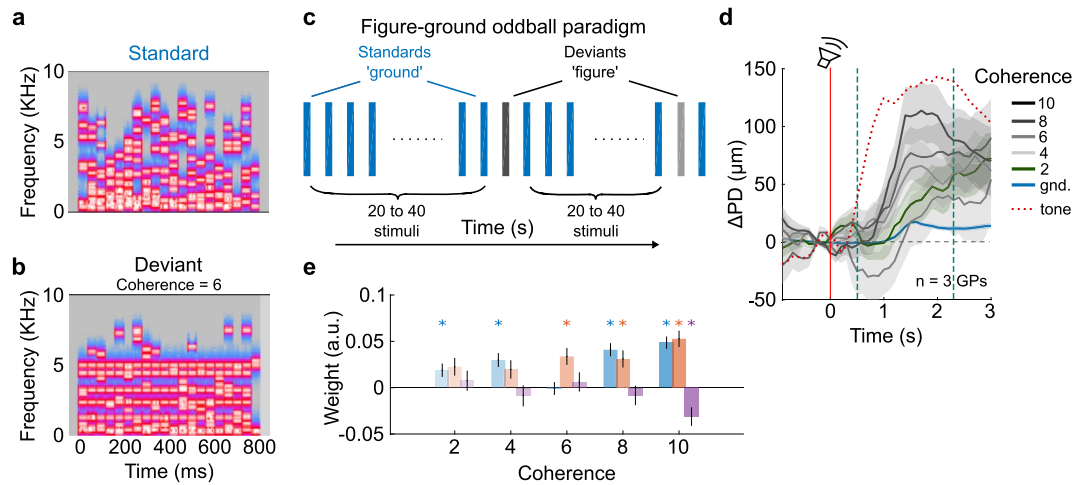 a
Standard
Frequency (KHz)
10
5
0
b
Deviant
Coherence = 6
Frequency (KHz)
10
5
0
0 200 400 600 800
Time (ms)
c
Figure-ground oddball paradigm
Standards
'ground'
Deviants
'figure'
20 to 40
stimuli
Time (s)
20 to 40
stimuli
d
ΔPD (µm)
150
100
50
0
-50
0 1 2 3
Time (s)
n = 3 GPs
Coherence
10
8
6
4
2
gnd.
tone
e
Weight (a.u.)
0.1
0.05
0
-0.05
* * * * * * * *
2 4 6 8 10
Coherence